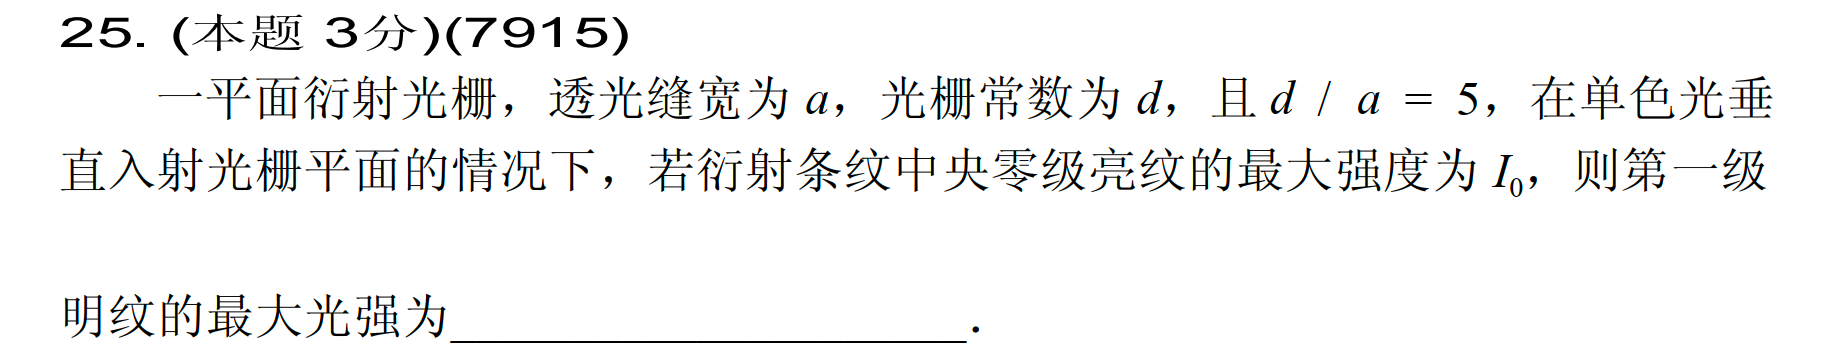 25. (本题 3分)(7915)
一平面衍射光栅，透光缝宽为 a，光栅常数为 d，且 d / a = 5，在单色光垂
直入射光栅平面的情况下，若衍射条纹中央零级亮纹的最大强度为 I₀，则第一级
明纹的最大光强为____________________．